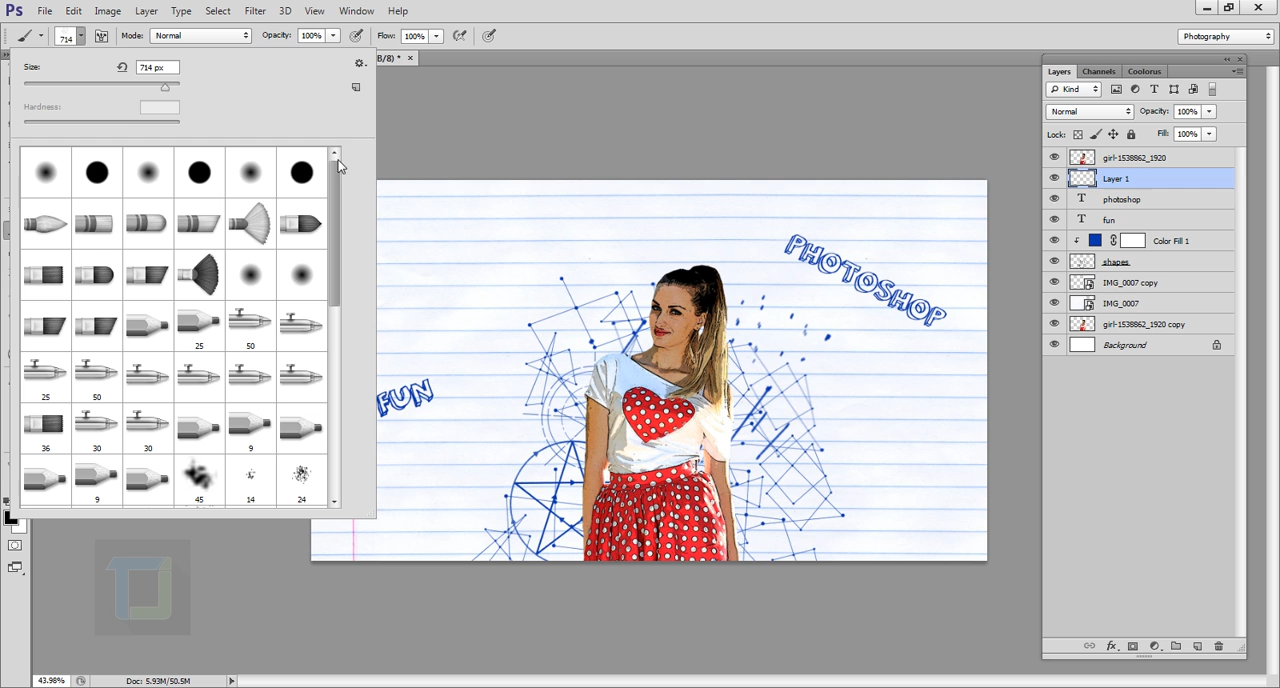 Ps File Edit Image Layer Type Select Filter 3D View Window Help
714 Mode: Normal Opacity: 100% Flow: 100% Photography
B/8) * ×
Size: 714 px
Hardness:
25 50
25 50
36 30 30 9
9 45 14 24
PHOTOSHOP
FUN
Layers Channels Coolorus
Kind T
Normal Opacity: 100%
Lock: Fill: 100%
girl-1538862_1920
Layer 1
T photoshop
T fun
Color Fill 1
shapes
IMG_0007 copy
IMG_0007
girl-1538862_1920 copy
Background
fx
43.98% Doc: 5.93M/50.5M